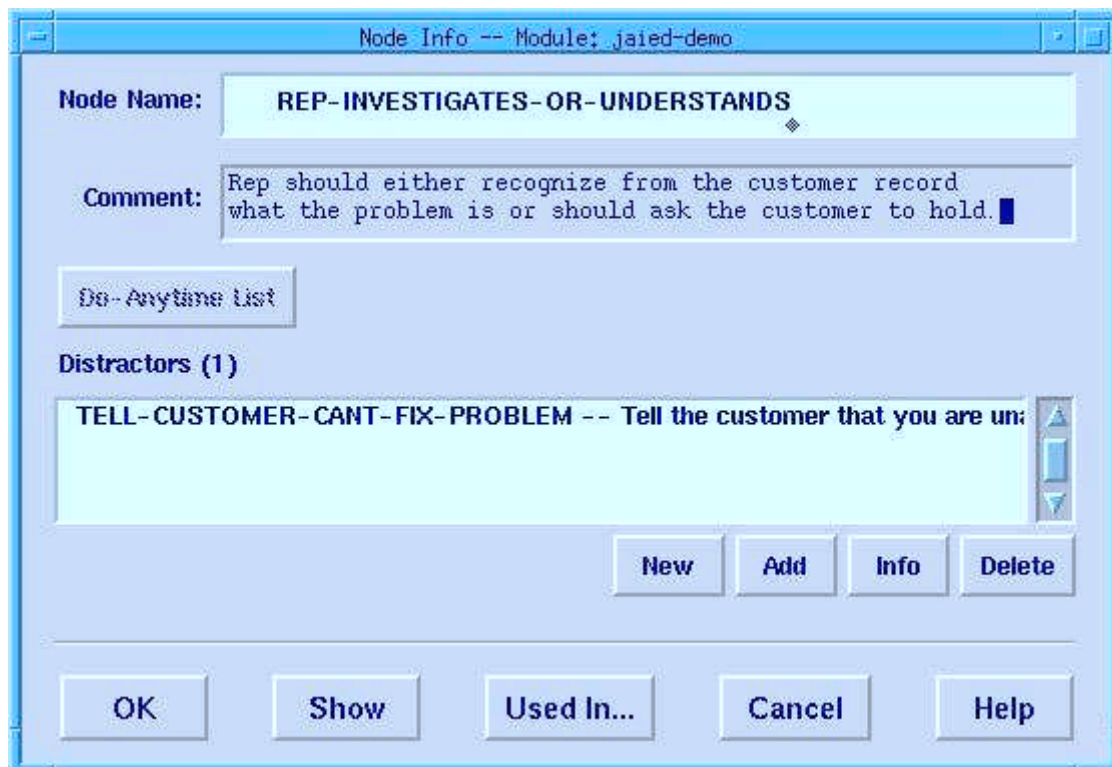 Node Info -- Module: jaied-demo
Node Name: REP-INVESTIGATES-OR-UNDERSTANDS
Comment: Rep should either recognize from the customer record
what the problem is or should ask the customer to hold.
Do-Anytime List
Distractors (1)
TELL-CUSTOMER-CANT-FIX-PROBLEM -- Tell the customer that you are
New Add Info Delete
OK Show Used In... Cancel Help